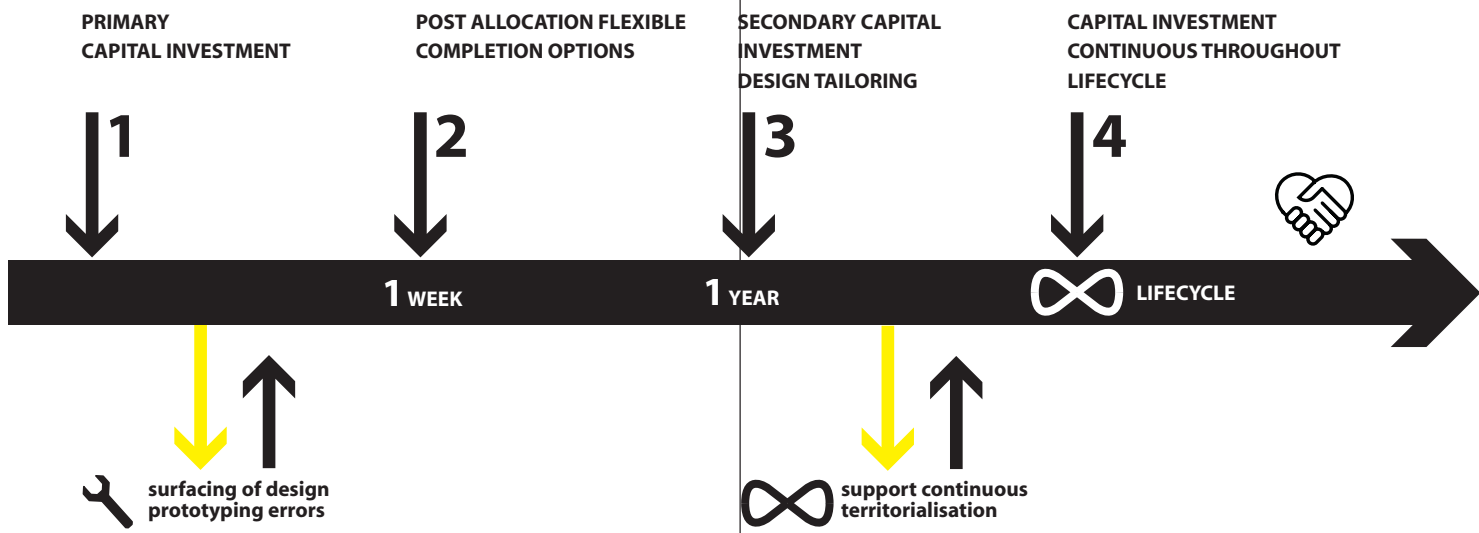 PRIMARY
CAPITAL INVESTMENT
POST ALLOCATION FLEXIBLE
COMPLETION OPTIONS
SECONDARY CAPITAL
INVESTMENT
DESIGN TAILORING
CAPITAL INVESTMENT
CONTINUOUS THROUGHOUT
LIFECYCLE
1
2
3
4
1 WEEK
1 YEAR
LIFECYCLE
surfacing of design
prototyping errors
support continuous
territorialisation